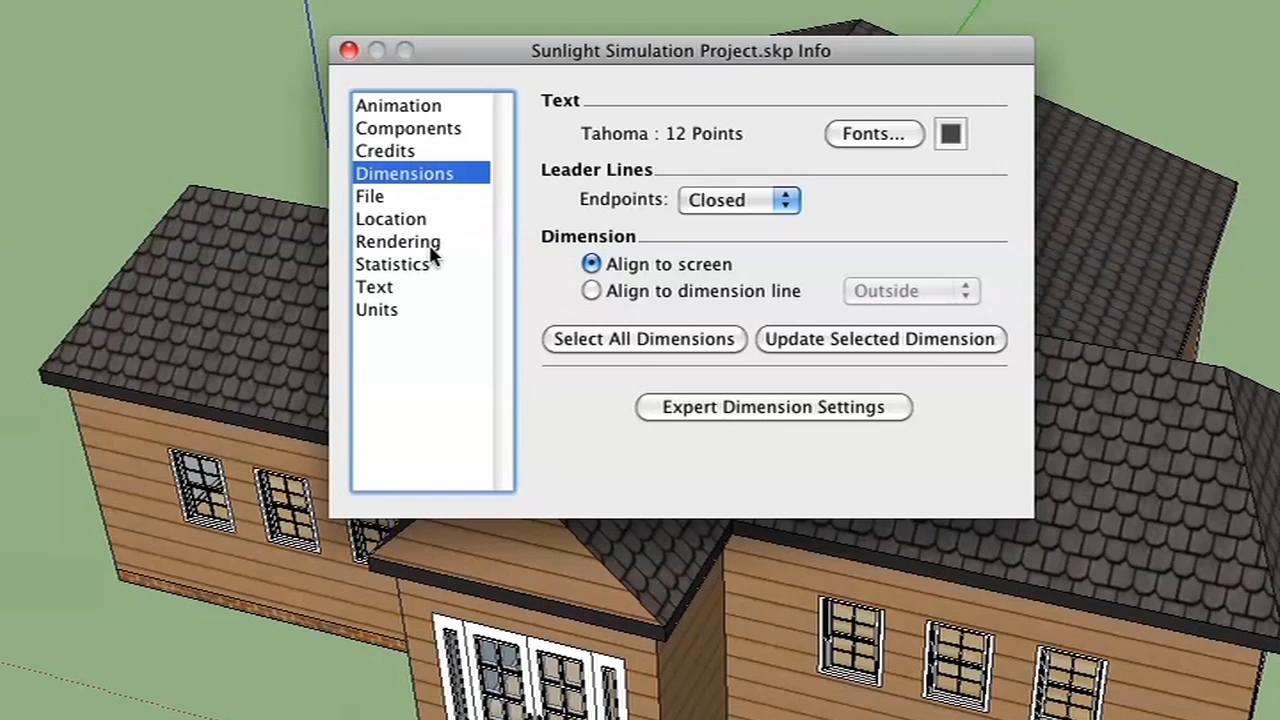 Sunlight Simulation Project.skp Info
Animation
Components
Credits
Dimensions
File
Location
Rendering
Statistics
Text
Units
Text
Tahoma : 12 Points Fonts...
Leader Lines
Endpoints: Closed
Dimension
Align to screen
Align to dimension line Outside
Select All Dimensions Update Selected Dimension
Expert Dimension Settings